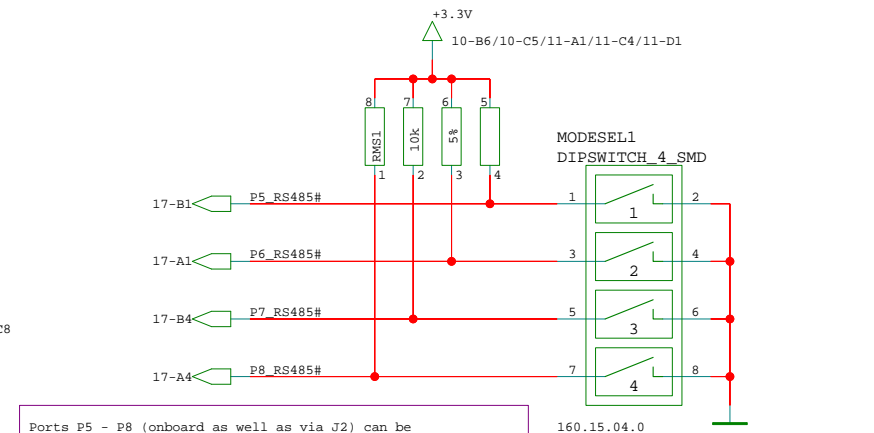 +3.3V
10-B6/10-C5/11-A1/11-C4/11-D1
8 7 6 5
RMS1 10k 5%
1 2 3 4
MODESEL1
DIPSWITCH_4_SMD
17-B1 P5_RS485# 1 1 2
17-A1 P6_RS485# 3 2 4
17-B4 P7_RS485# 5 3 6
C8
17-A4 P8_RS485# 7 4 8
Ports P5 - P8 (onboard as well as via J2) can be
160.15.04.0